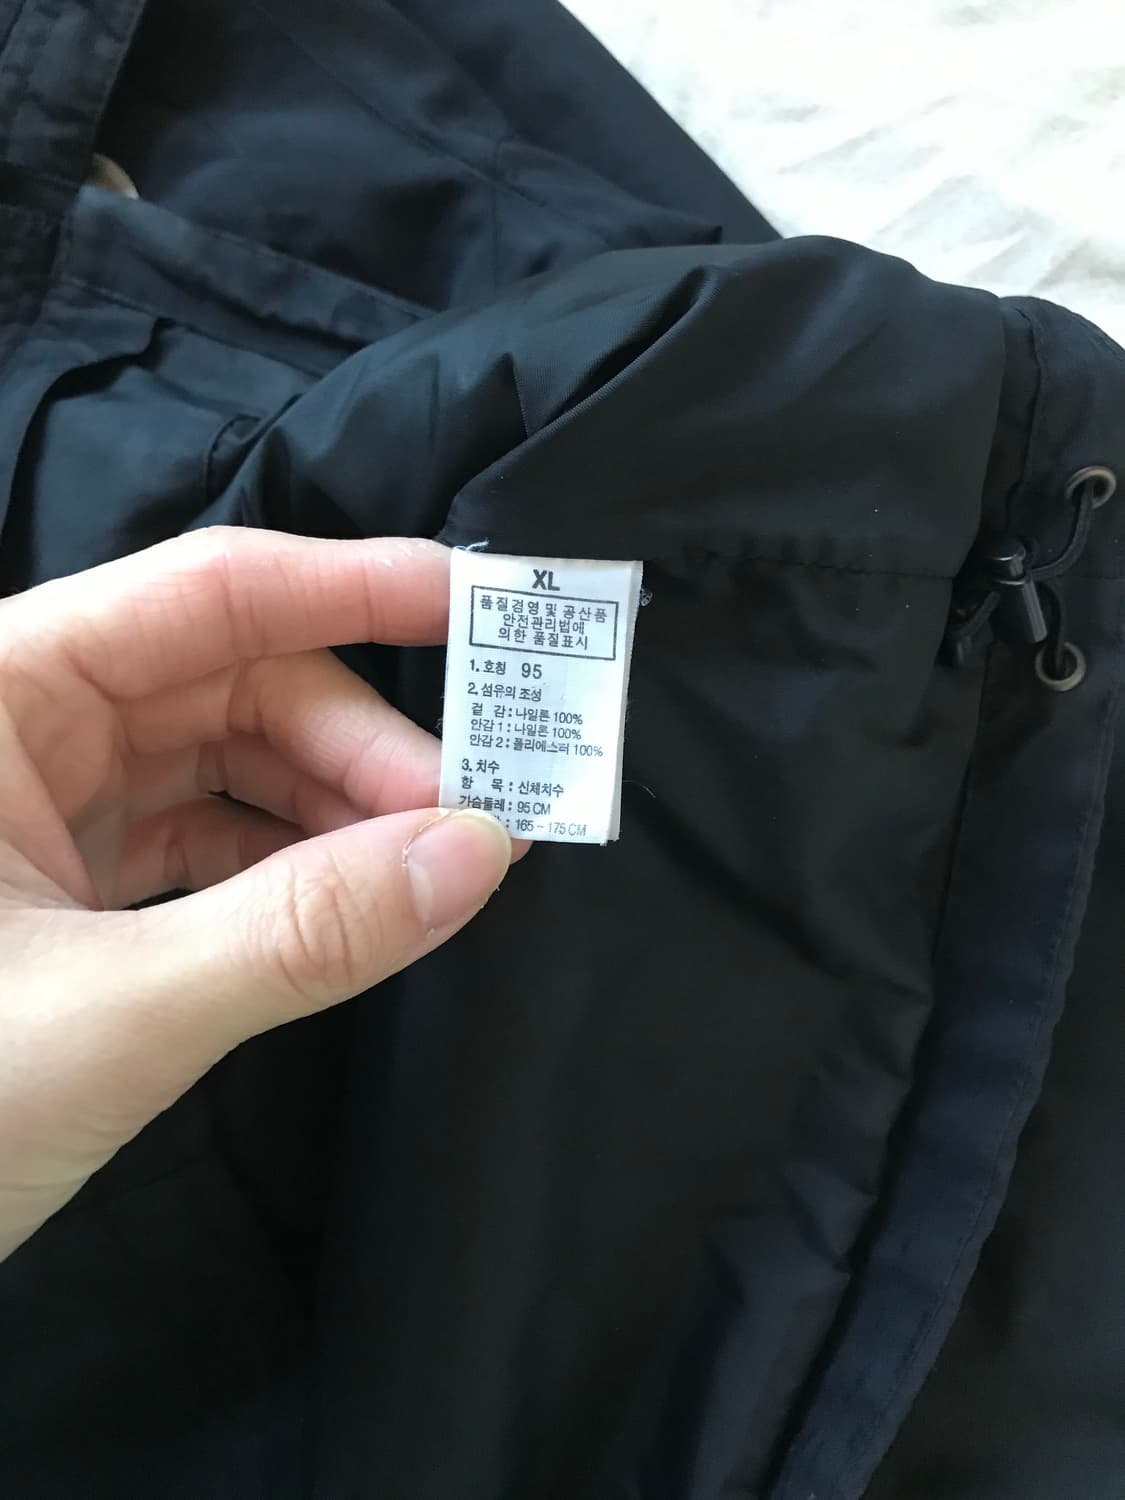 XL
품질경영 및 공산품
안전관리법에
의한 품질표시
1. 호칭 95
2. 섬유의 조성
겉 감 : 나일론 100%
안감 1 : 나일론 100%
안감 2 : 폴리에스터 100%
3. 치수
항 목 : 신체치수
가슴둘레 : 95 CM
: 165 ~ 175 CM